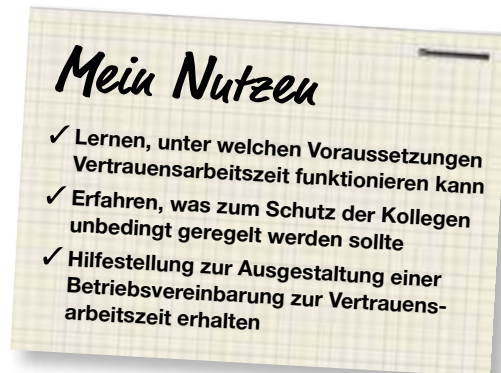 Mein Nutzen
✓ Lernen, unter welchen Voraussetzungen
Vertrauensarbeitszeit funktionieren kann
✓ Erfahren, was zum Schutz der Kollegen
unbedingt geregelt werden sollte
✓ Hilfestellung zur Ausgestaltung einer
Betriebsvereinbarung zur Vertrauens-
arbeitszeit erhalten